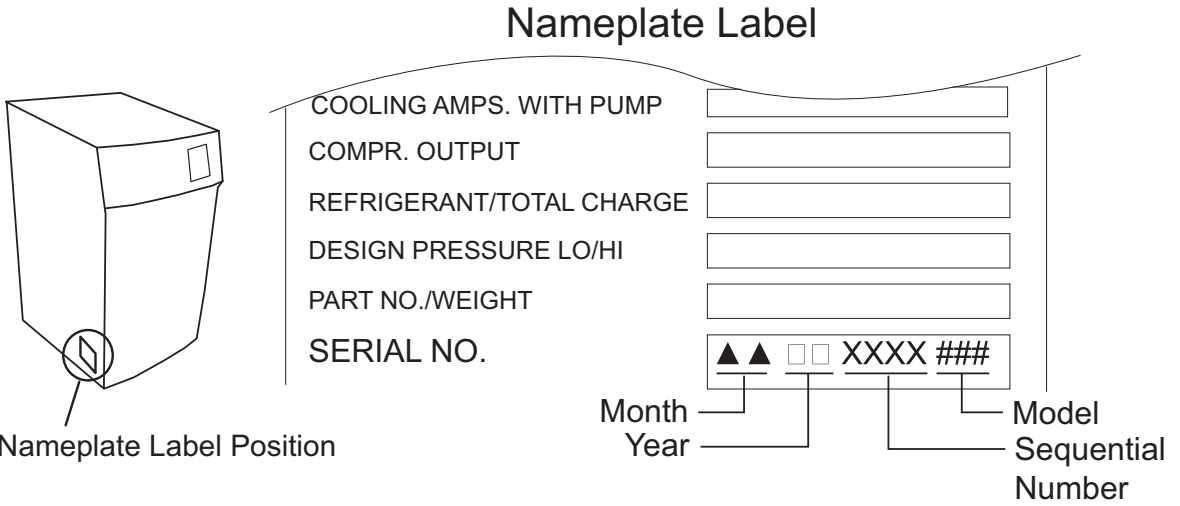 Nameplate Label
COOLING AMPS. WITH PUMP
COMPR. OUTPUT
REFRIGERANT/TOTAL CHARGE
DESIGN PRESSURE LO/HI
PART NO./WEIGHT
SERIAL NO. ▲▲ □□ XXXX ###
Month
Model
Year
Sequential
Number
Nameplate Label Position